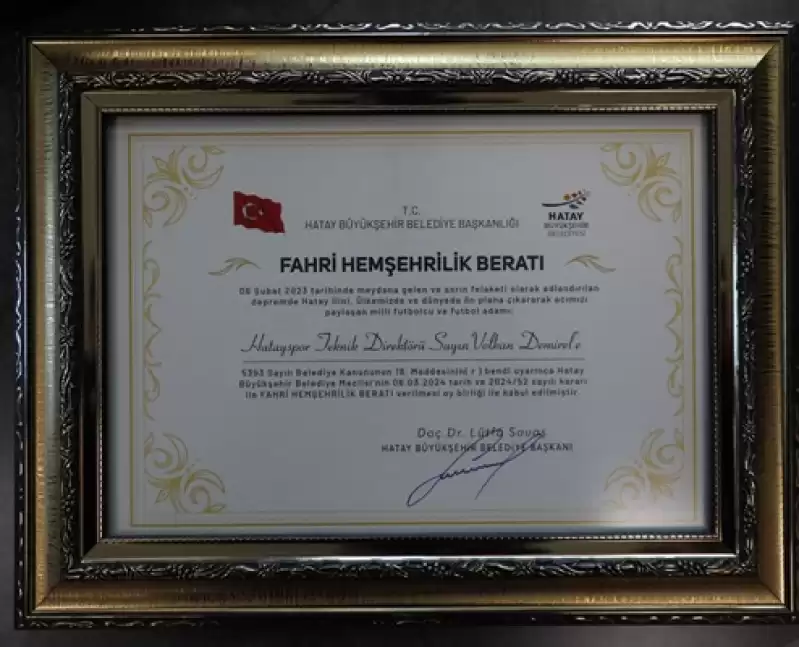 T.C.
HATAY BÜYÜKŞEHİR BELEDİYE BAŞKANLIĞI
HATAY
BÜYÜKŞEHİR
BELEDİYESİ
FAHRİ HEMŞEHRİLİK BERATI
06 Şubat 2023 tarihinde meydana gelen ve asrın felaketi olarak adlandırılan
depremde Hatay ilini, Ülkemizde ve dünyada ön plana çıkararak acımızı
paylaşan milli futbolcu ve futbol adamı;
Hatayspor Teknik Direktörü Sayın Volkan Demirel'e
5393 Sayılı Belediye Kanununun 18. Maddesinin( r ) bendi uyarınca Hatay
Büyükşehir Belediye Meclisi'nin 08.03.2024 tarih ve 2024/52 sayılı kararı
ile FAHRİ HEMŞEHRİLİK BERATI verilmesi oy birliği ile kabul edilmiştir.
Doç.Dr. Lütfü Savaş
HATAY BÜYÜKŞEHİR BELEDİYE BAŞKANI